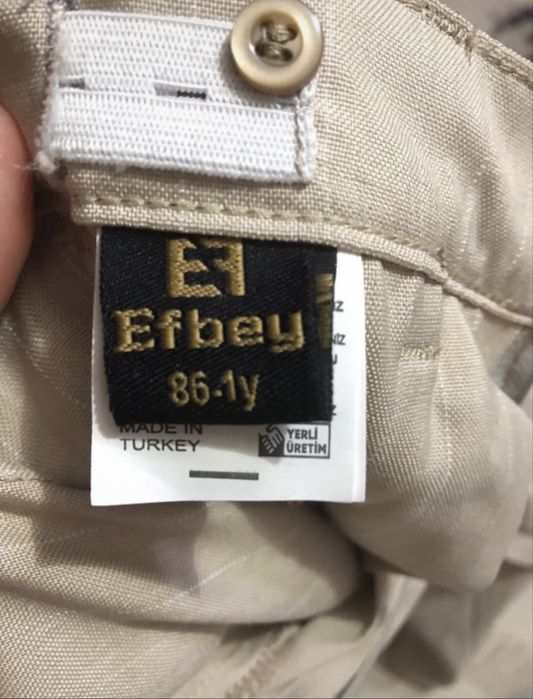 Efbey
86-1y
MADE IN
TURKEY
YERLİ
ÜRETİM